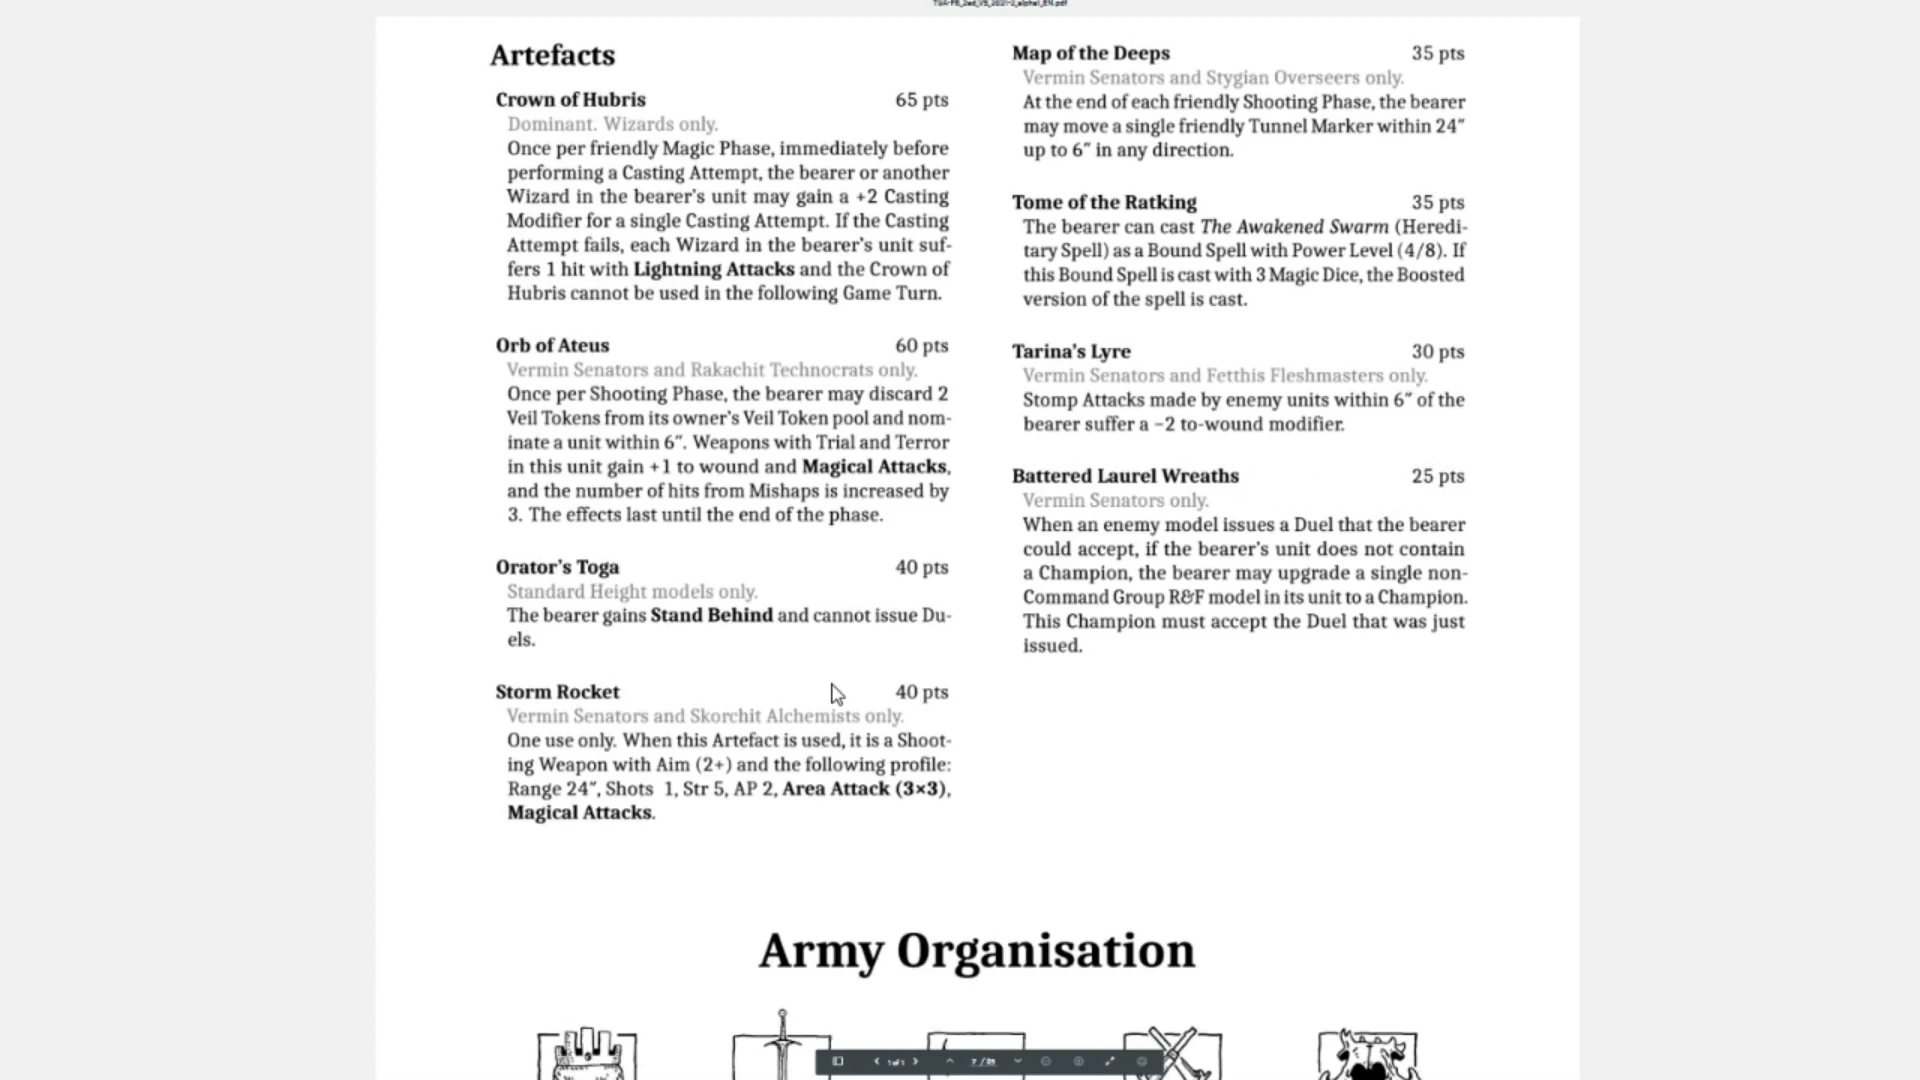 Artefacts
Crown of Hubris 65 pts
Dominant. Wizards only.
Once per friendly Magic Phase, immediately before
performing a Casting Attempt, the bearer or another
Wizard in the bearer's unit may gain a +2 Casting
Modifier for a single Casting Attempt. If the Casting
Attempt fails, each Wizard in the bearer's unit suf-
fers 1 hit with Lightning Attacks and the Crown of
Hubris cannot be used in the following Game Turn.
Orb of Ateus 60 pts
Vermin Senators and Rakachit Technocrats only.
Once per Shooting Phase, the bearer may discard 2
Veil Tokens from its owner's Veil Token pool and nom-
inate a unit within 6″. Weapons with Trial and Terror
in this unit gain +1 to wound and Magical Attacks,
and the number of hits from Mishaps is increased by
3. The effects last until the end of the phase.
Orator's Toga 40 pts
Standard Height models only.
The bearer gains Stand Behind and cannot issue Du-
els.
Storm Rocket 40 pts
Vermin Senators and Skorchit Alchemists only.
One use only. When this Artefact is used, it is a Shoot-
ing Weapon with Aim (2+) and the following profile:
Range 24″, Shots 1, Str 5, AP 2, Area Attack (3×3),
Magical Attacks.
Map of the Deeps 35 pts
Vermin Senators and Stygian Overseers only.
At the end of each friendly Shooting Phase, the bearer
may move a single friendly Tunnel Marker within 24″
up to 6″ in any direction.
Tome of the Ratking 35 pts
The bearer can cast The Awakened Swarm (Heredi-
tary Spell) as a Bound Spell with Power Level (4/8). If
this Bound Spell is cast with 3 Magic Dice, the Boosted
version of the spell is cast.
Tarina's Lyre 30 pts
Vermin Senators and Fetthis Fleshmasters only.
Stomp Attacks made by enemy units within 6″ of the
bearer suffer a −2 to-wound modifier.
Battered Laurel Wreaths 25 pts
Vermin Senators only.
When an enemy model issues a Duel that the bearer
could accept, if the bearer's unit does not contain
a Champion, the bearer may upgrade a single non-
Command Group R&F model in its unit to a Champion.
This Champion must accept the Duel that was just
issued.
Army Organisation
1 of 1 7 / 25